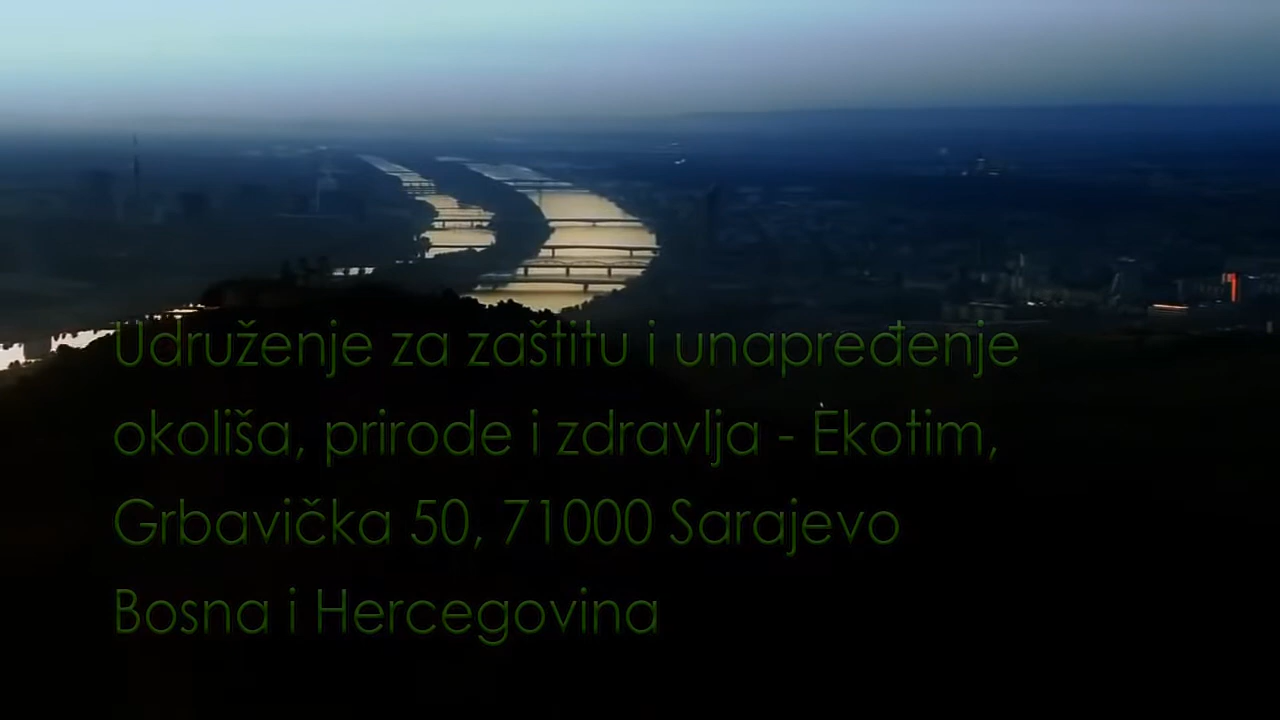 Udruženje za zaštitu i unapređenje
okoliša, prirode i zdravlja - Ekotim,
Grbavička 50, 71000 Sarajevo
Bosna i Hercegovina